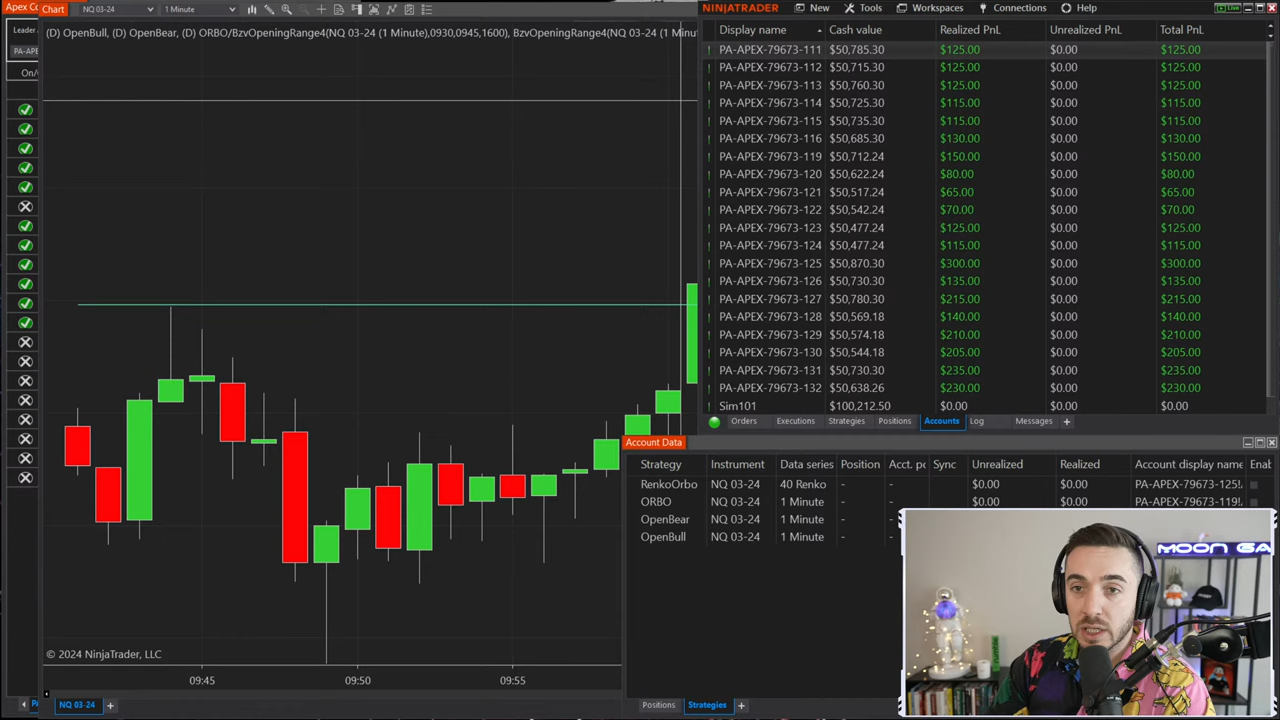 Apex Co
Chart
NQ 03-24
1 Minute
NINJATRADER
New
Tools
Workspaces
Connections
Help
Live
Leader
PA-APE
On/
(D) OpenBull, (D) OpenBear, (D) ORBO/BzvOpeningRange4(NQ 03-24 (1 Minute),0930,0945,1600), BzvOpeningRange4(NQ 03-24 (1 Minut
Display name Cash value Realized PnL Unrealized PnL Total PnL
PA-APEX-79673-111 $50,785.30 $125.00 $0.00 $125.00
PA-APEX-79673-112 $50,715.30 $125.00 $0.00 $125.00
PA-APEX-79673-113 $50,760.30 $125.00 $0.00 $125.00
PA-APEX-79673-114 $50,725.30 $115.00 $0.00 $115.00
PA-APEX-79673-115 $50,735.30 $115.00 $0.00 $115.00
PA-APEX-79673-116 $50,685.30 $130.00 $0.00 $130.00
PA-APEX-79673-119 $50,712.24 $150.00 $0.00 $150.00
PA-APEX-79673-120 $50,622.24 $80.00 $0.00 $80.00
PA-APEX-79673-121 $50,517.24 $65.00 $0.00 $65.00
PA-APEX-79673-122 $50,542.24 $70.00 $0.00 $70.00
PA-APEX-79673-123 $50,477.24 $125.00 $0.00 $125.00
PA-APEX-79673-124 $50,477.24 $115.00 $0.00 $115.00
PA-APEX-79673-125 $50,870.30 $300.00 $0.00 $300.00
PA-APEX-79673-126 $50,730.30 $135.00 $0.00 $135.00
PA-APEX-79673-127 $50,780.30 $215.00 $0.00 $215.00
PA-APEX-79673-128 $50,569.18 $140.00 $0.00 $140.00
PA-APEX-79673-129 $50,574.18 $210.00 $0.00 $210.00
PA-APEX-79673-130 $50,544.18 $205.00 $0.00 $205.00
PA-APEX-79673-131 $50,730.30 $235.00 $0.00 $235.00
PA-APEX-79673-132 $50,638.26 $230.00 $0.00 $230.00
Sim101 $100,212.50 $0.00 $0.00 $0.00
Orders Executions Strategies Positions Accounts Log Messages +
Account Data
Strategy Instrument Data series Position Acct. po Sync Unrealized Realized Account display name Enab
RenkoOrbo NQ 03-24 40 Renko - - $0.00 $0.00 PA-APEX-79673-125!
ORBO NQ 03-24 1 Minute - - $0.00 $0.00 PA-APEX-79673-119!
OpenBear NQ 03-24 1 Minute - -
OpenBull NQ 03-24 1 Minute - -
MOON GA
© 2024 NinjaTrader, LLC
09:45 09:50 09:55
NQ 03-24 +
Positions Strategies +